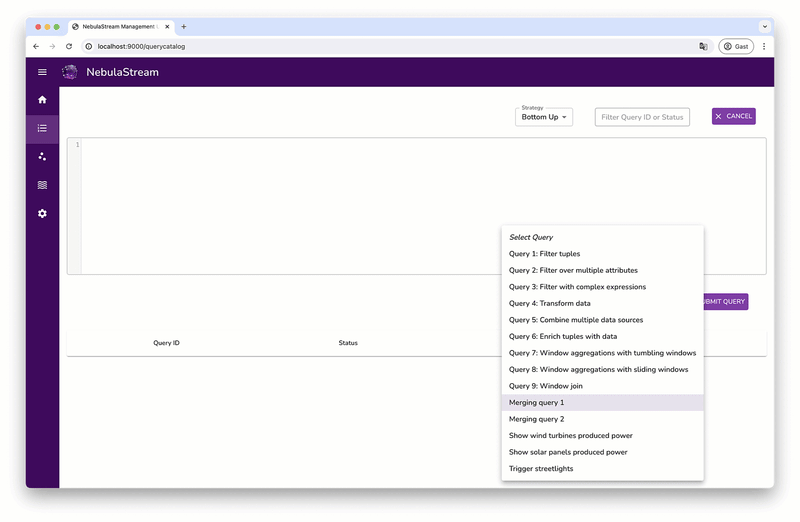 NebulaStream Management
localhost:9000/querycatalog
Gast
NebulaStream
Strategy
Bottom Up
Filter Query ID or Status
CANCEL
1
Select Query
Query 1: Filter tuples
Query 2: Filter over multiple attributes
Query 3: Filter with complex expressions
Query 4: Transform data
Query 5: Combine multiple data sources
Query 6: Enrich tuples with data
Query 7: Window aggregations with tumbling windows
Query 8: Window aggregations with sliding windows
Query 9: Window join
Merging query 1
Merging query 2
Show wind turbines produced power
Show solar panels produced power
Trigger streetlights
UBMIT QUERY
Query ID
Status